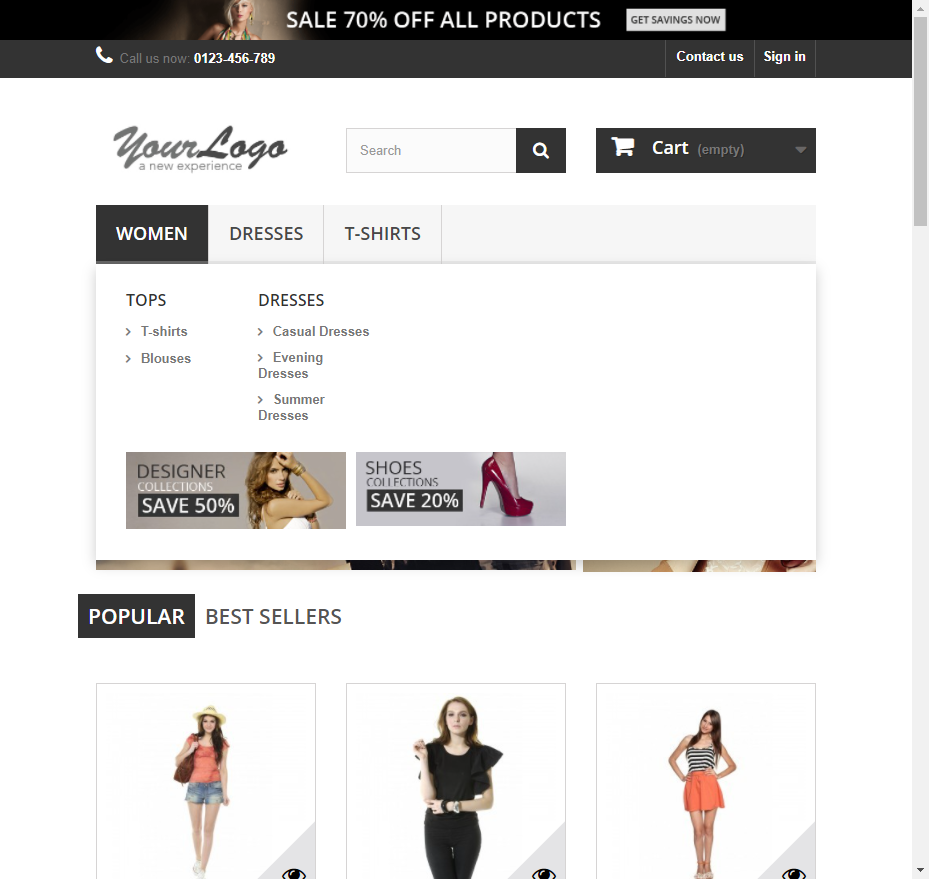 SALE 70% OFF ALL PRODUCTS GET SAVINGS NOW
Call us now: 0123-456-789 Contact us Sign in
YourLogo
a new experience
Search
Cart (empty)
WOMEN DRESSES T-SHIRTS
TOPS
T-shirts
Blouses
DRESSES
Casual Dresses
Evening
Dresses
Summer
Dresses
DESIGNER
COLLECTIONS
SAVE 50%
SHOES
COLLECTIONS
SAVE 20%
POPULAR BEST SELLERS